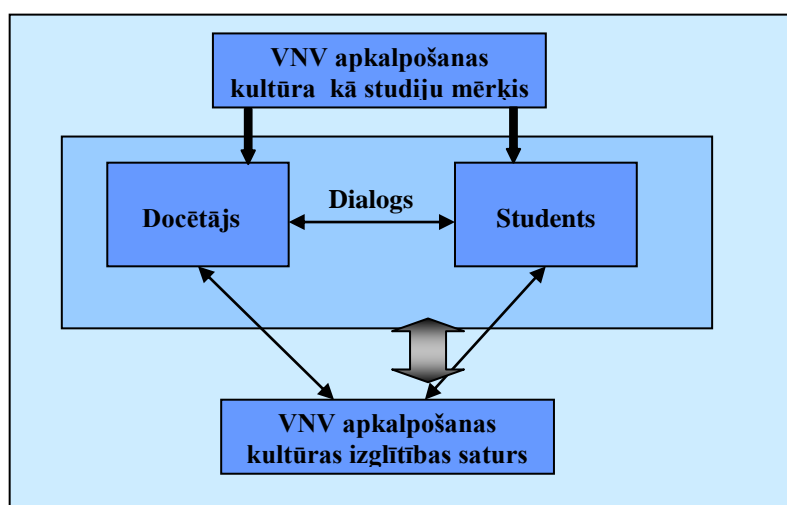 VNV apkalpošanas
kultūra kā studiju mērķis
Dialogs
Docētājs
Students
VNV apkalpošanas
kultūras izglītības saturs